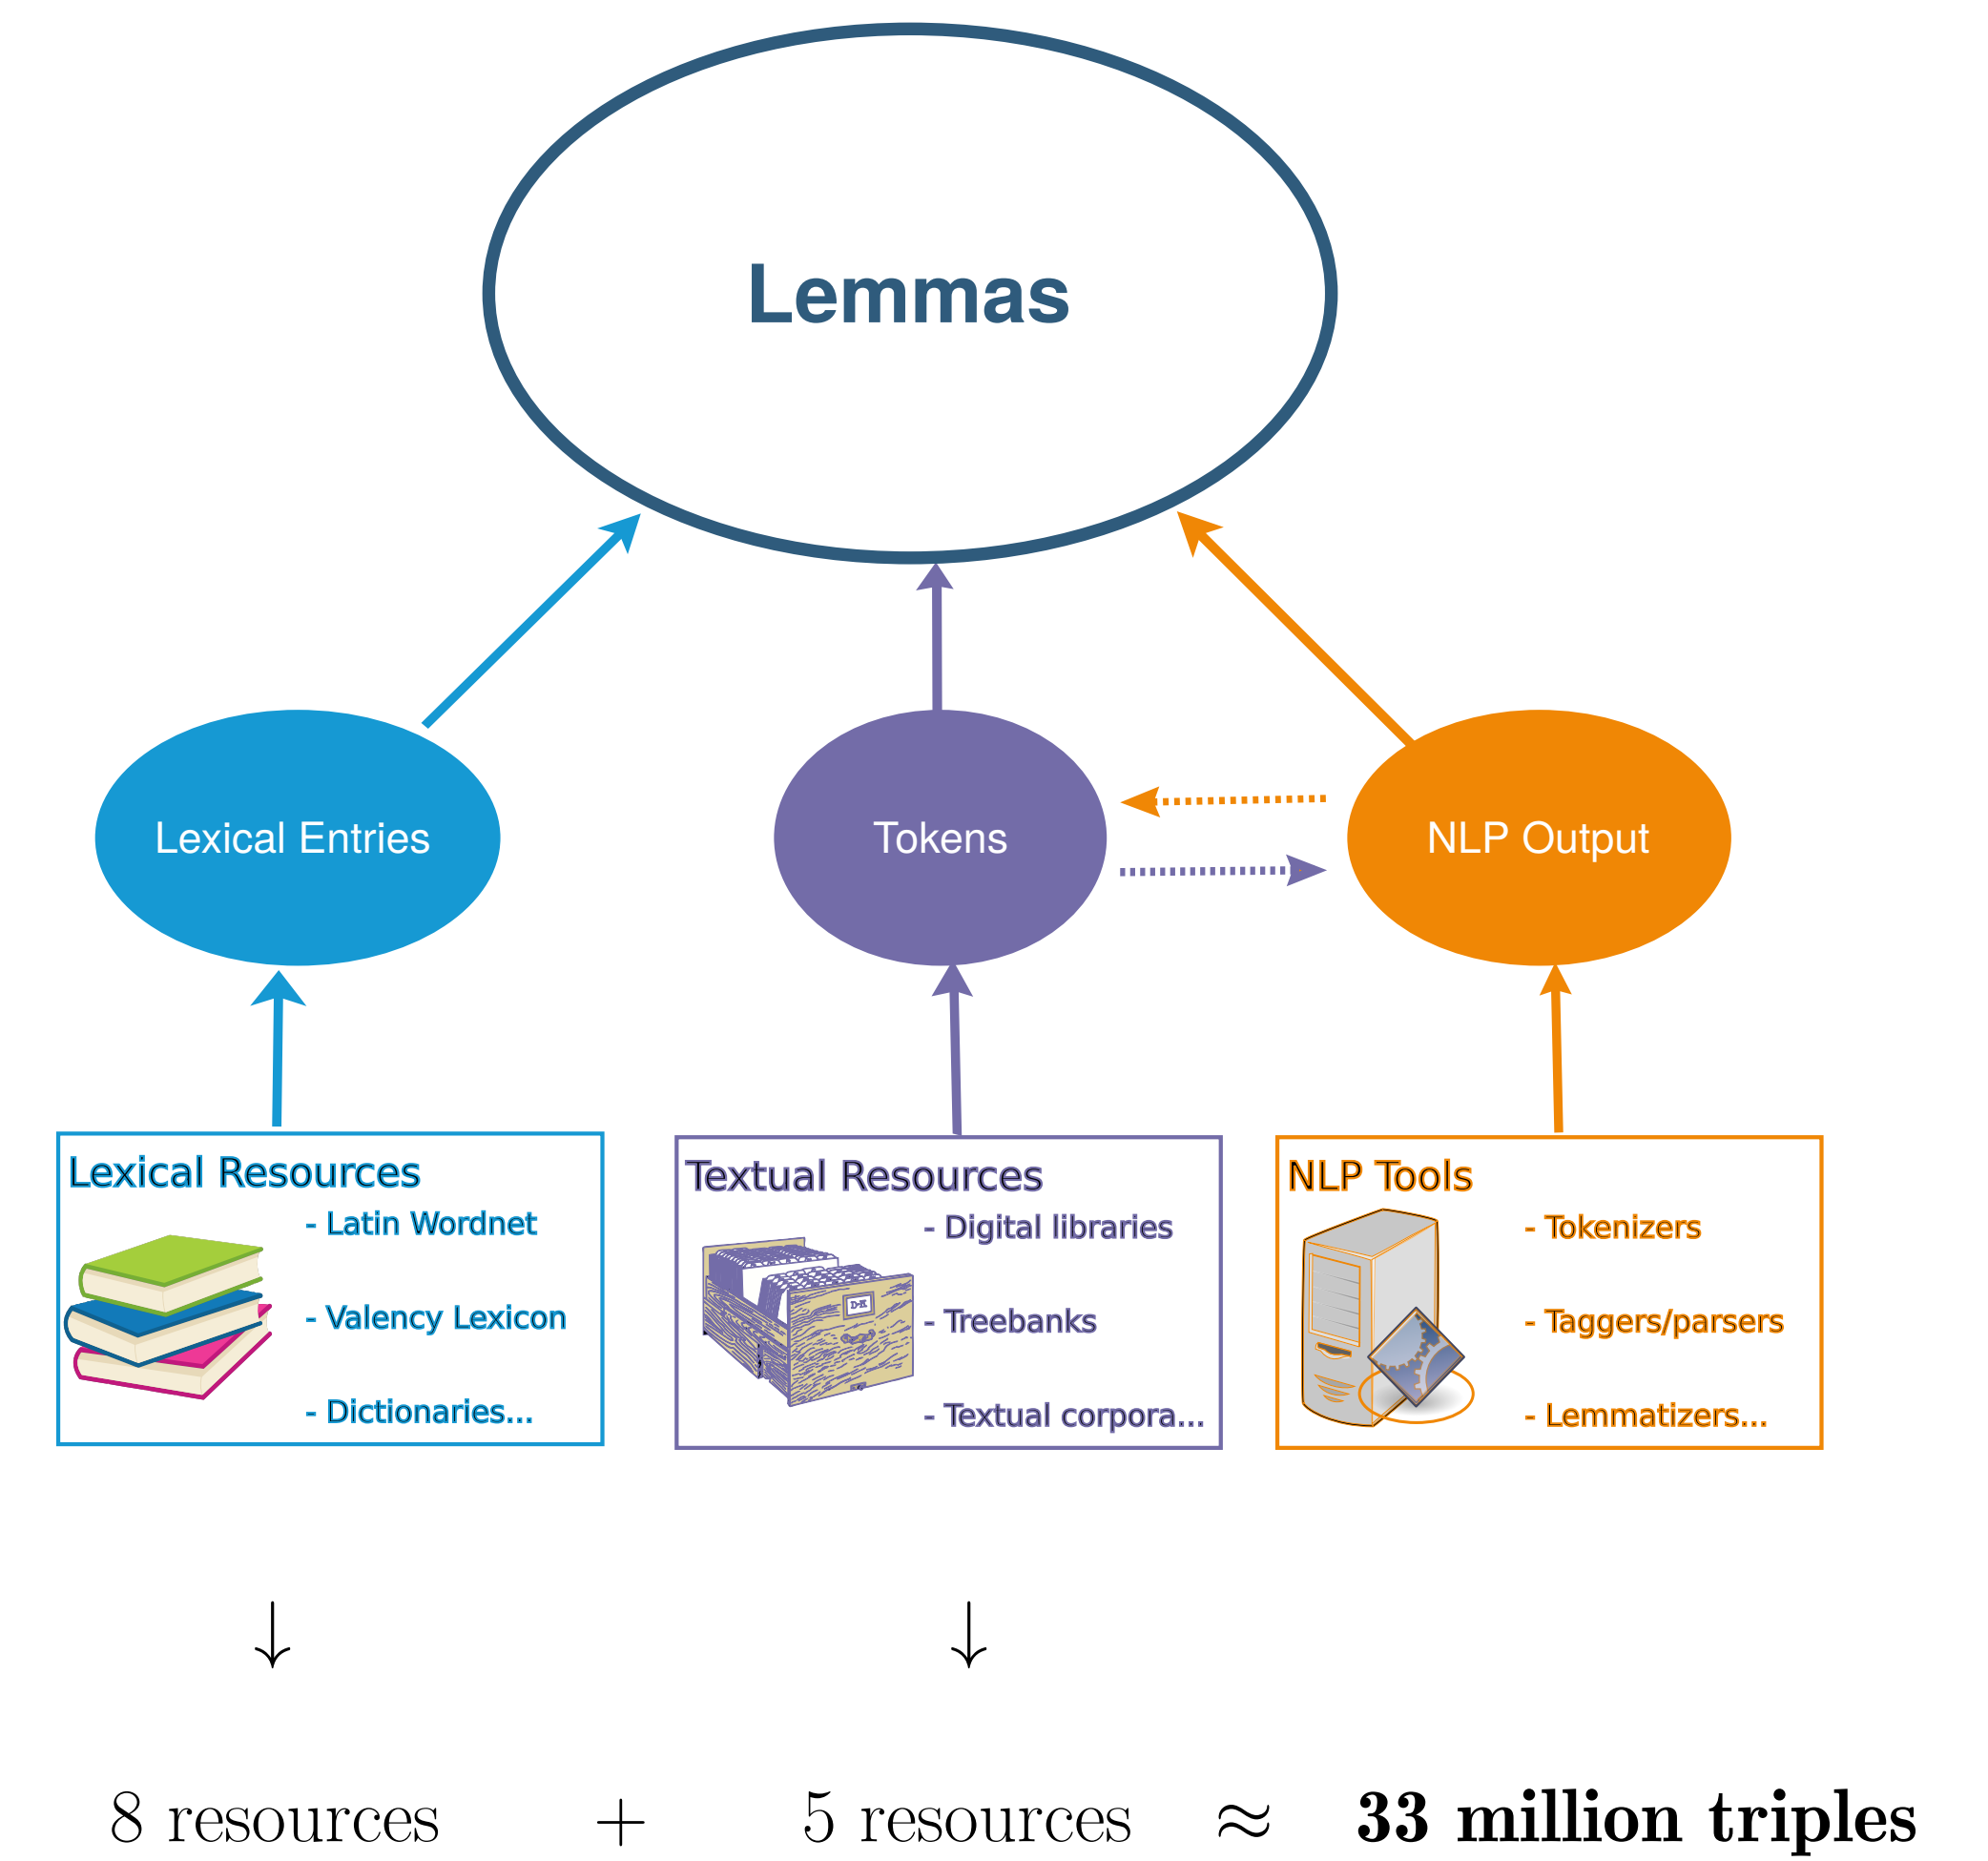 Lemmas
Lexical Entries
Tokens
NLP Output
Lexical Resources
- Latin Wordnet
- Valency Lexicon
- Dictionaries...
Textual Resources
- Digital libraries
- Treebanks
- Textual corpora...
D-K
NLP Tools
- Tokenizers
- Taggers/parsers
- Lemmatizers...
↓ ↓
8 resources + 5 resources ≈ 33 million triples